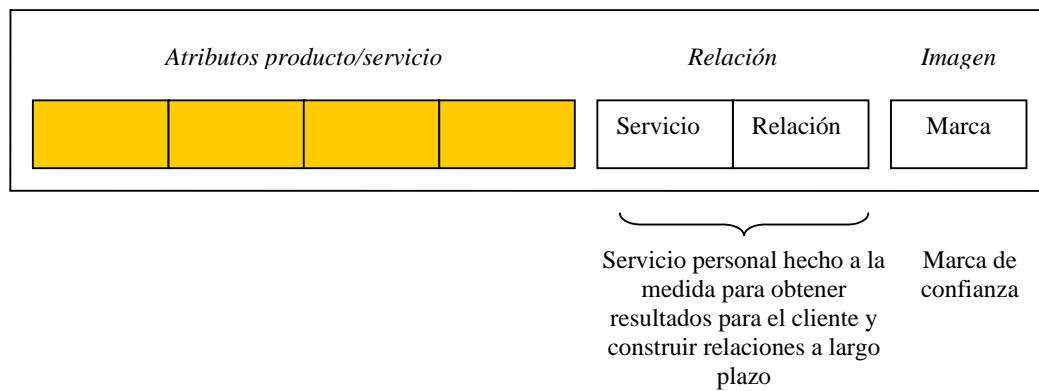 Atributos producto/servicio
Relación
Imagen
Servicio
Relación
Marca
Servicio personal hecho a la
medida para obtener
resultados para el cliente y
construir relaciones a largo
plazo
Marca de
confianza